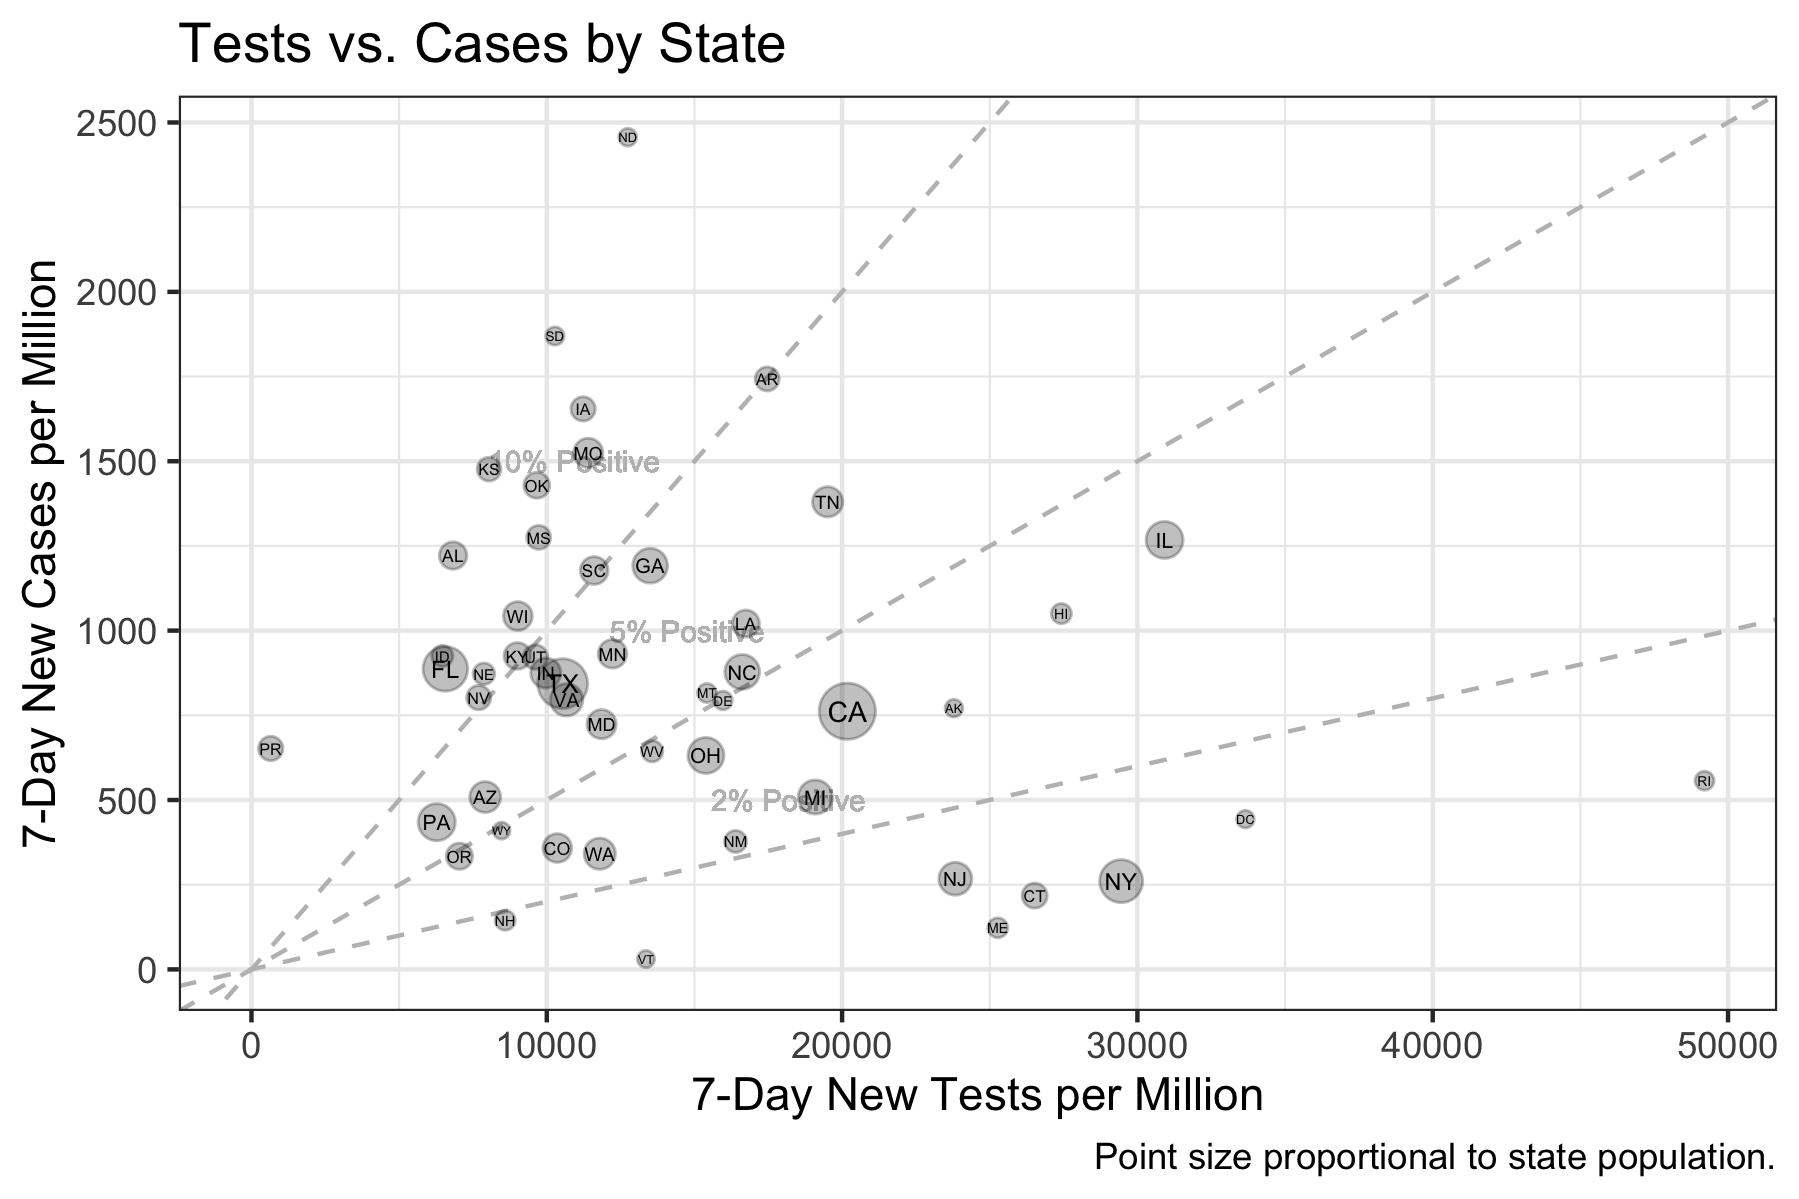 Tests vs. Cases by State
7-Day New Cases per Million
2500
2000
1500
1000
500
0
ND
SD
AR
IA
MO
10% Positive
KS
OK
TN
MS
IL
AL
SC
GA
WI
HI
LA
5% Positive
ID
KY
UT
MN
FL
NE
IN
TX
NC
NV
VA
MT
DE
CA
AK
MD
PR
WV
OH
RI
AZ
MI
2% Positive
PA
WY
DC
OR
CO
WA
NM
NJ
NY
CT
NH
ME
VT
0 10000 20000 30000 40000 50000
7-Day New Tests per Million
Point size proportional to state population.